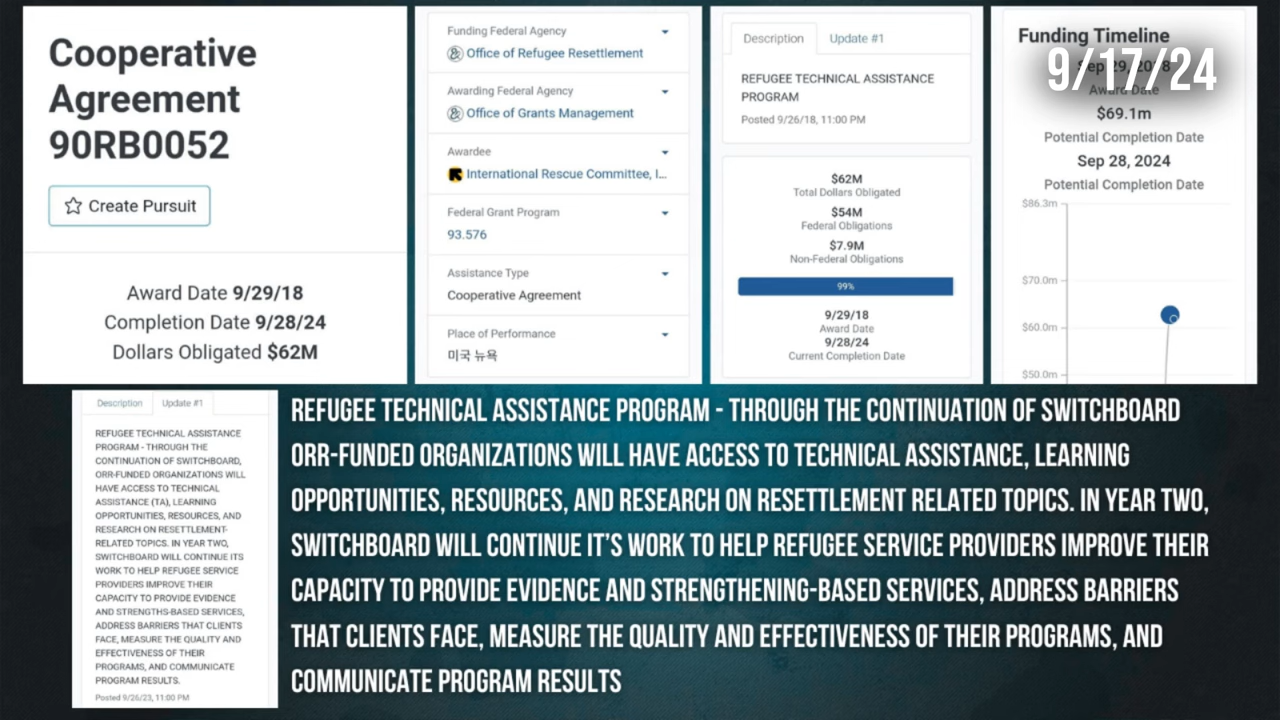 Cooperative
Agreement
90RB0052
Create Pursuit
Award Date 9/29/18
Completion Date 9/28/24
Dollars Obligated $62M
Funding Federal Agency
Office of Refugee Resettlement
Awarding Federal Agency
Office of Grants Management
Awardee
International Rescue Committee, I...
Federal Grant Program
93.576
Assistance Type
Cooperative Agreement
Place of Performance
미국 뉴욕
Description Update #1
REFUGEE TECHNICAL ASSISTANCE
PROGRAM
Posted 9/26/18, 11:00 PM
$62M
Total Dollars Obligated
$54M
Federal Obligations
$7.9M
Non-Federal Obligations
99%
9/29/18
Award Date
9/28/24
Current Completion Date
Funding Timeline
9/17/24
Sep 29, 2018
Award Date
$69.1m
Potential Completion Date
Sep 28, 2024
Potential Completion Date
$86.3m
$70.0m
$60.0m
$50.0m
Description Update #1
REFUGEE TECHNICAL ASSISTANCE
PROGRAM - THROUGH THE
CONTINUATION OF SWITCHBOARD,
ORR-FUNDED ORGANIZATIONS WILL
HAVE ACCESS TO TECHNICAL
ASSISTANCE (TA), LEARNING
OPPORTUNITIES, RESOURCES, AND
RESEARCH ON RESETTLEMENT-
RELATED TOPICS. IN YEAR TWO,
SWITCHBOARD WILL CONTINUE ITS
WORK TO HELP REFUGEE SERVICE
PROVIDERS IMPROVE THEIR
CAPACITY TO PROVIDE EVIDENCE
AND STRENGTHS-BASED SERVICES,
ADDRESS BARRIERS THAT CLIENTS
FACE, MEASURE THE QUALITY AND
EFFECTIVENESS OF THEIR
PROGRAMS, AND COMMUNICATE
PROGRAM RESULTS.
Posted 9/26/23, 11:00 PM
REFUGEE TECHNICAL ASSISTANCE PROGRAM - THROUGH THE CONTINUATION OF SWITCHBOARD
ORR-FUNDED ORGANIZATIONS WILL HAVE ACCESS TO TECHNICAL ASSISTANCE, LEARNING
OPPORTUNITIES, RESOURCES, AND RESEARCH ON RESETTLEMENT RELATED TOPICS. IN YEAR TWO,
SWITCHBOARD WILL CONTINUE IT'S WORK TO HELP REFUGEE SERVICE PROVIDERS IMPROVE THEIR
CAPACITY TO PROVIDE EVIDENCE AND STRENGTHENING-BASED SERVICES, ADDRESS BARRIERS
THAT CLIENTS FACE, MEASURE THE QUALITY AND EFFECTIVENESS OF THEIR PROGRAMS, AND
COMMUNICATE PROGRAM RESULTS